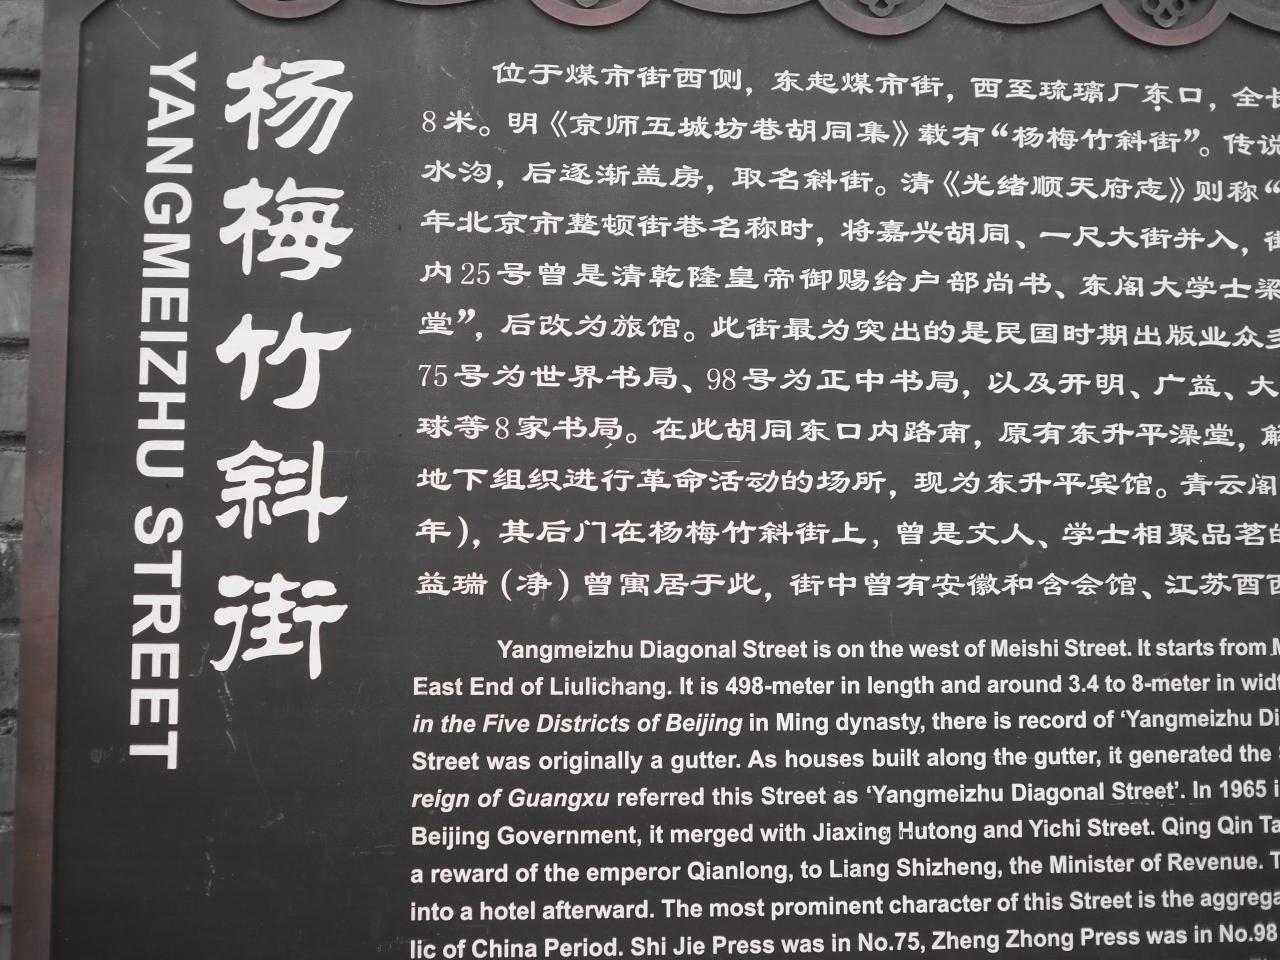 杨梅竹斜街
YANGMEIZHU STREET
位于煤市街西侧，东起煤市街，西至琉璃厂东口，全长
8米。明《京师五城坊巷胡同集》载有“杨梅竹斜街”。传说
水沟，后逐渐盖房，取名斜街。清《光绪顺天府志》则称“
年北京市整顿街巷名称时，将嘉兴胡同、一尺大街并入，街
内25号曾是清乾隆皇帝御赐给户部尚书、东阁大学士梁
堂”，后改为旅馆。此街最为突出的是民国时期出版业众多
75号为世界书局、98号为正中书局，以及开明、广益、大
球等8家书局。在此胡同东口内路南，原有东升平澡堂，解
地下组织进行革命活动的场所，现为东升平宾馆。青云阁
年），其后门在杨梅竹斜街上，曾是文人、学士相聚品茗的
益瑞（净）曾寓居于此，街中曾有安徽和含会馆、江苏酉西
Yangmeizhu Diagonal Street is on the west of Meishi Street. It starts from M
East End of Liulichang. It is 498-meter in length and around 3.4 to 8-meter in widt
in the Five Districts of Beijing in Ming dynasty, there is record of ‘Yangmeizhu Di
Street was originally a gutter. As houses built along the gutter, it generated the
reign of Guangxu referred this Street as ‘Yangmeizhu Diagonal Street’. In 1965 i
Beijing Government, it merged with Jiaxing Hutong and Yichi Street. Qing Qin Ta
a reward of the emperor Qianlong, to Liang Shizheng, the Minister of Revenue. T
into a hotel afterward. The most prominent character of this Street is the aggrega
lic of China Period. Shi Jie Press was in No.75, Zheng Zhong Press was in No.98